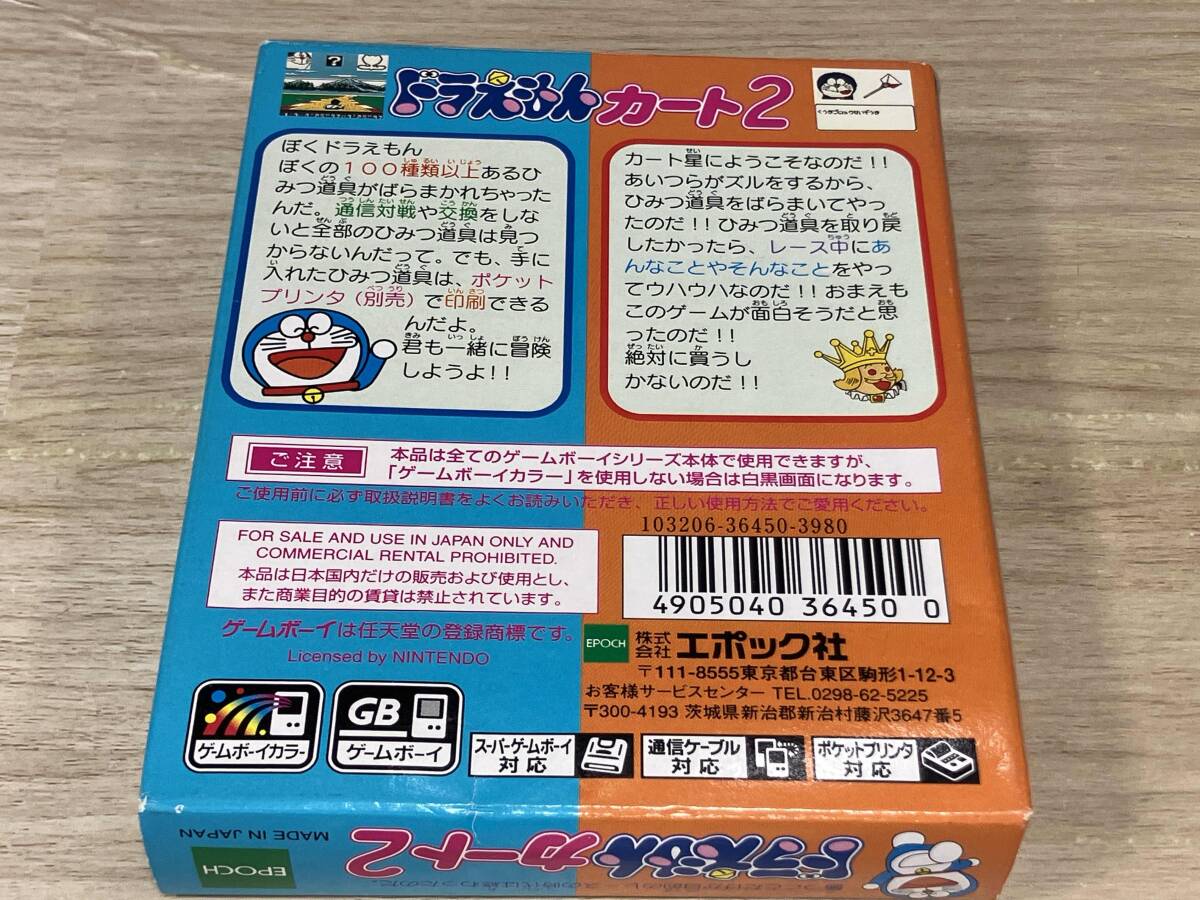 ドラえもんカート2
?
くうきブロックせいぞうき
ぼくドラえもん
ぼくの100種類以上あるひ
みつ道具がばらまかれちゃった
んだ。通信対戦や交換をしな
いと全部のひみつ道具は見つ
からないんだって。でも、手に
入れたひみつ道具は、ポケット
プリンタ(別売)で印刷できる
んだよ。
君も一緒に冒険
しようよ!!
カート星にようこそなのだ!!
あいつらがズルをするから、
ひみつ道具をばらまいてやっ
たのだ!!ひみつ道具を取り戻
したかったら、レース中にあ
んなことやそんなことをやっ
てウハウハなのだ!!おまえも
このゲームが面白そうだと思
ったのだ!!
絶対に買うし
かないのだ!!
ご注意
本品は全てのゲームボーイシリーズ本体で使用できますが、
「ゲームボーイカラー」を使用しない場合は白黒画面になります。
ご使用前に必ず取扱説明書をよくお読みいただき、正しい使用方法でご愛用ください。
FOR SALE AND USE IN JAPAN ONLY AND
COMMERCIAL RENTAL PROHIBITED.
本品は日本国内だけの販売および使用とし、
また商業目的の賃貸は禁止されています。
ゲームボーイは任天堂の登録商標です。
Licensed by NINTENDO
103206-36450-3980
4905040 36450 0
EPOCH
株式会社エポック社
〒111-8555東京都台東区駒形1-12-3
お客様サービスセンター TEL.0298-62-5225
〒300-4193 茨城県新治郡新治村藤沢3647番5
ゲームボーイカラー
GB
ゲームボーイ
スーパーゲームボーイ
対応
通信ケーブル
対応
ポケットプリンタ
対応
MADE IN JAPAN
EPOCH
ドラえもんカート2